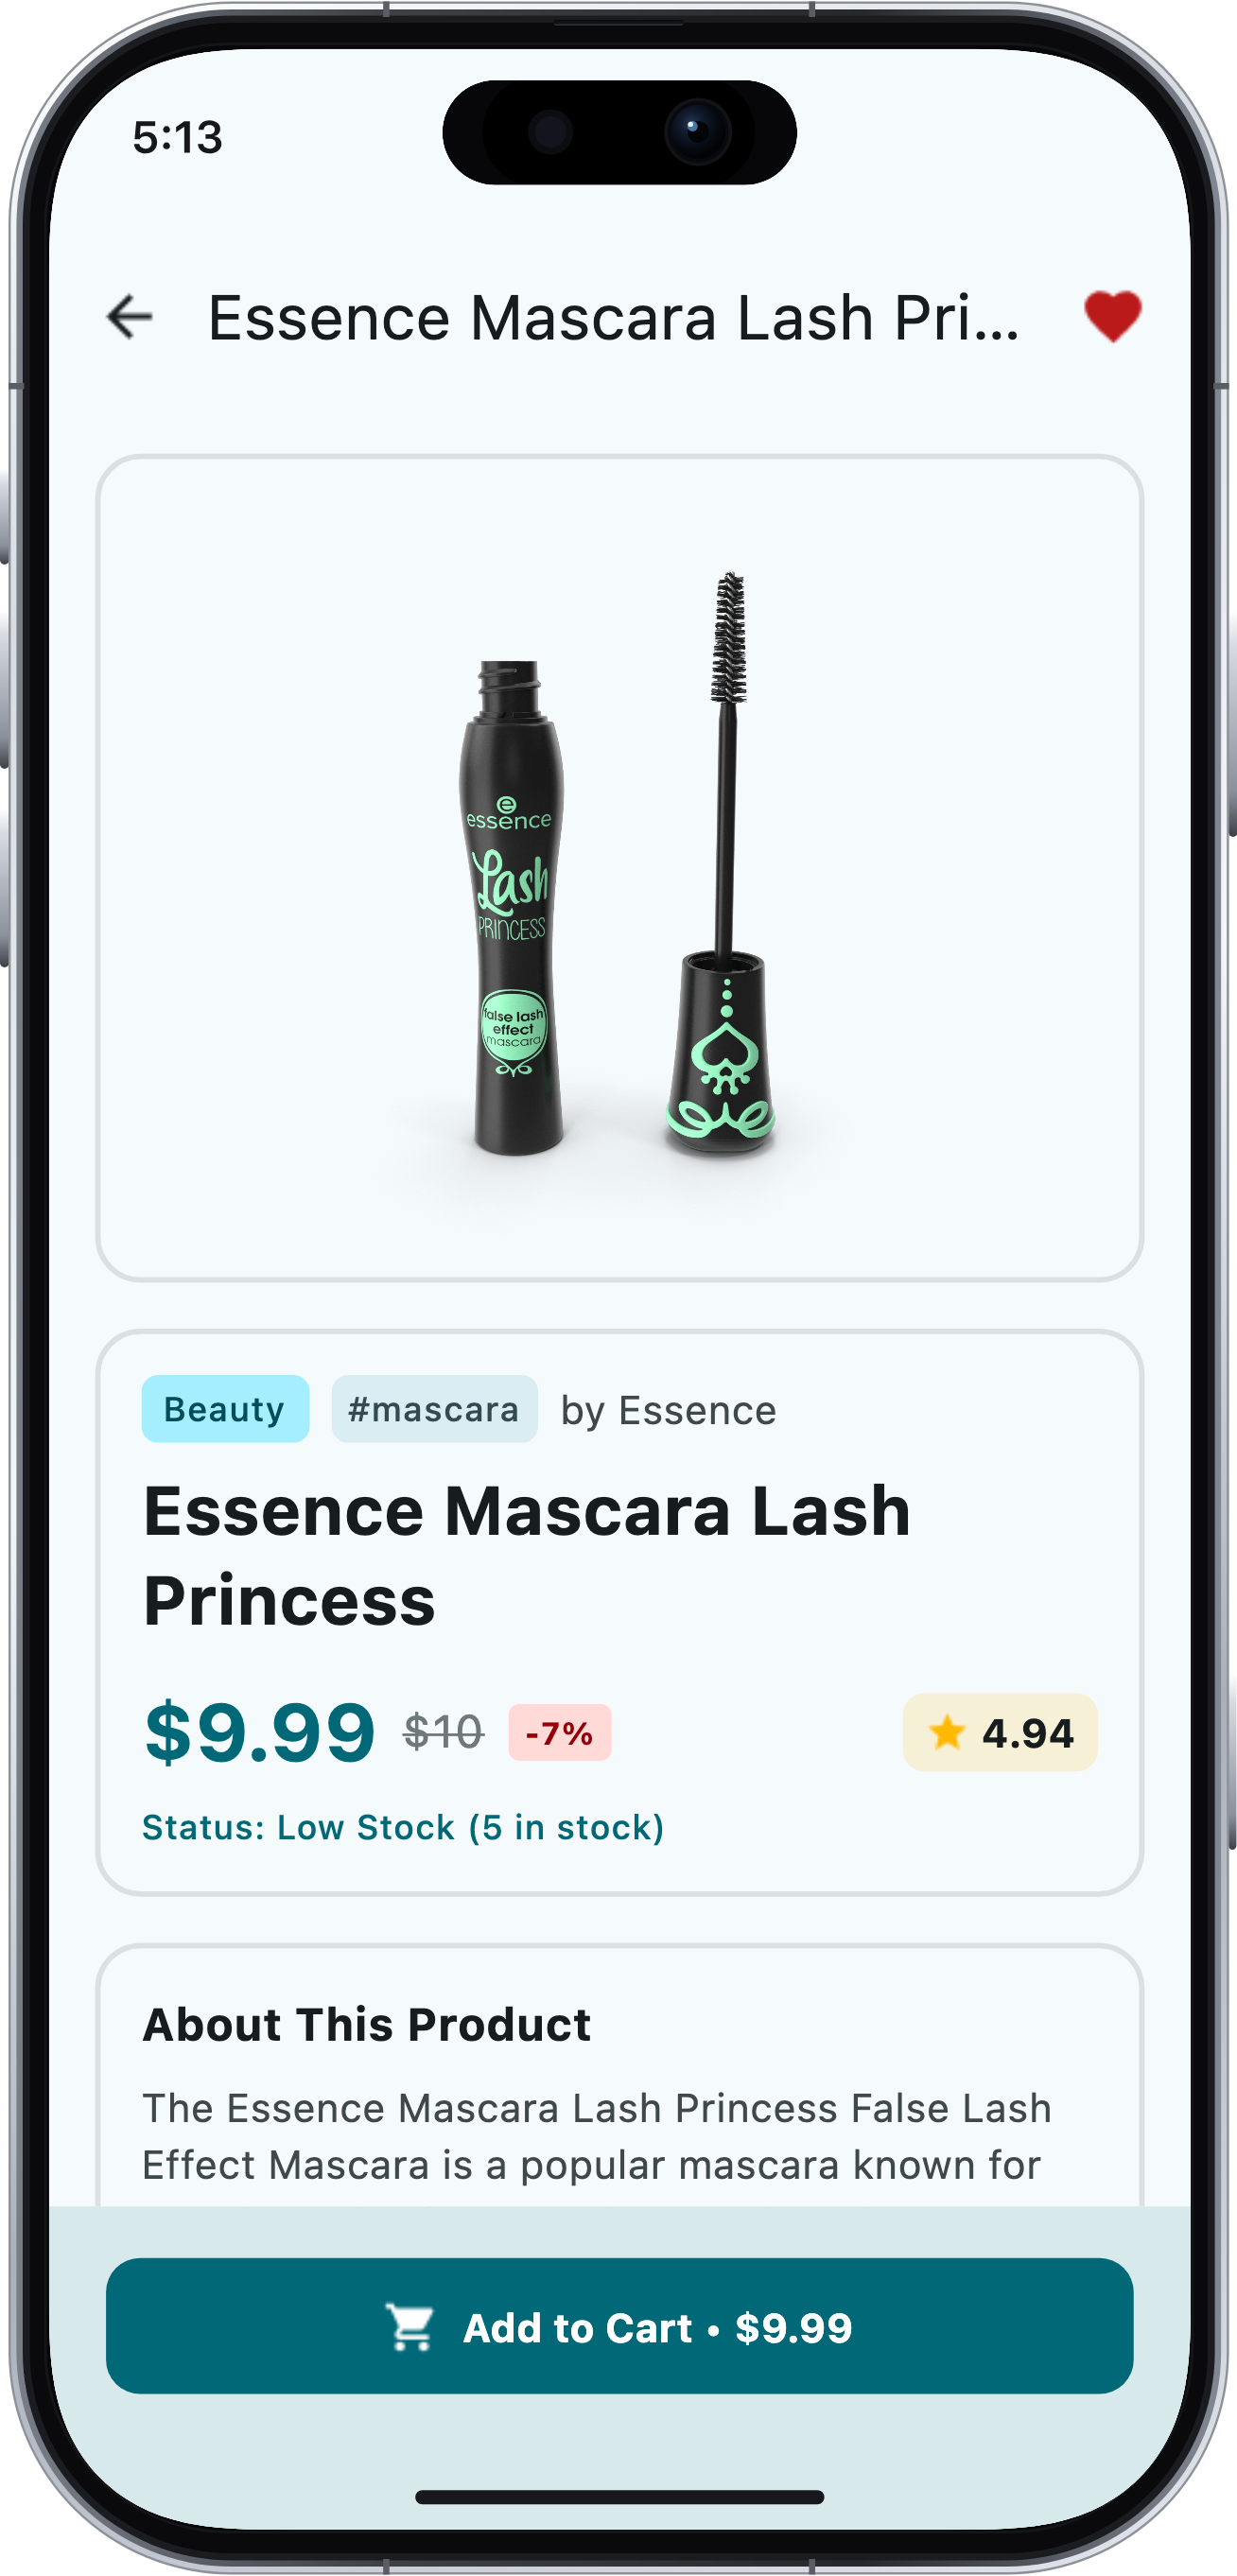 5:13
Essence Mascara Lash Pri...
essence
Lash
PRINCESS
false lash
effect
mascara
Beauty #mascara by Essence
Essence Mascara Lash
Princess
$9.99 $10 -7% 4.94
Status: Low Stock (5 in stock)
About This Product
The Essence Mascara Lash Princess False Lash
Effect Mascara is a popular mascara known for
Add to Cart • $9.99